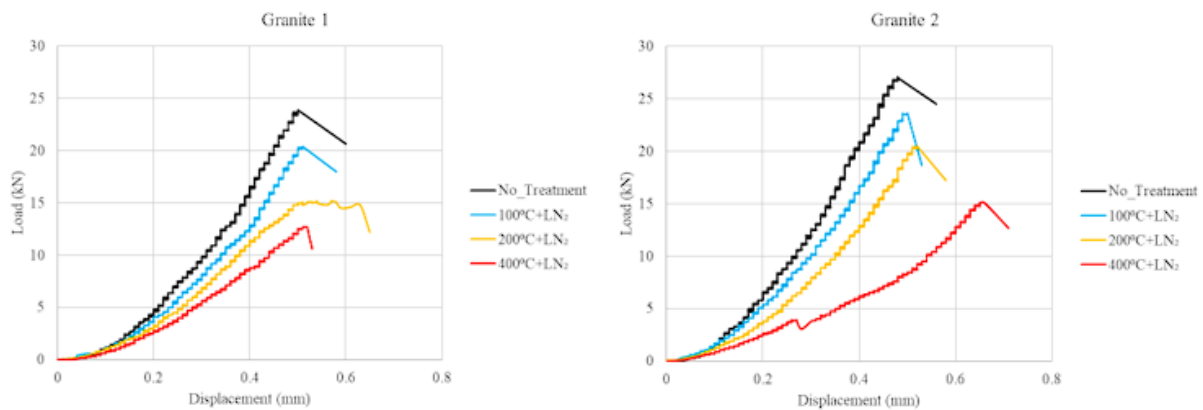 Granite 1
30
25
20
15
10
5
0
Load (kN)
0
0.2
0.4
0.6
0.8
Displacement (mm)
No_Treatment
100ºC+LN₂
200ºC+LN₂
400ºC+LN₂
Granite 2
30
25
20
15
10
5
0
Load (kN)
0
0.2
0.4
0.6
0.8
Displacement (mm)
No_Treatment
100ºC+LN₂
200ºC+LN₂
400ºC+LN₂